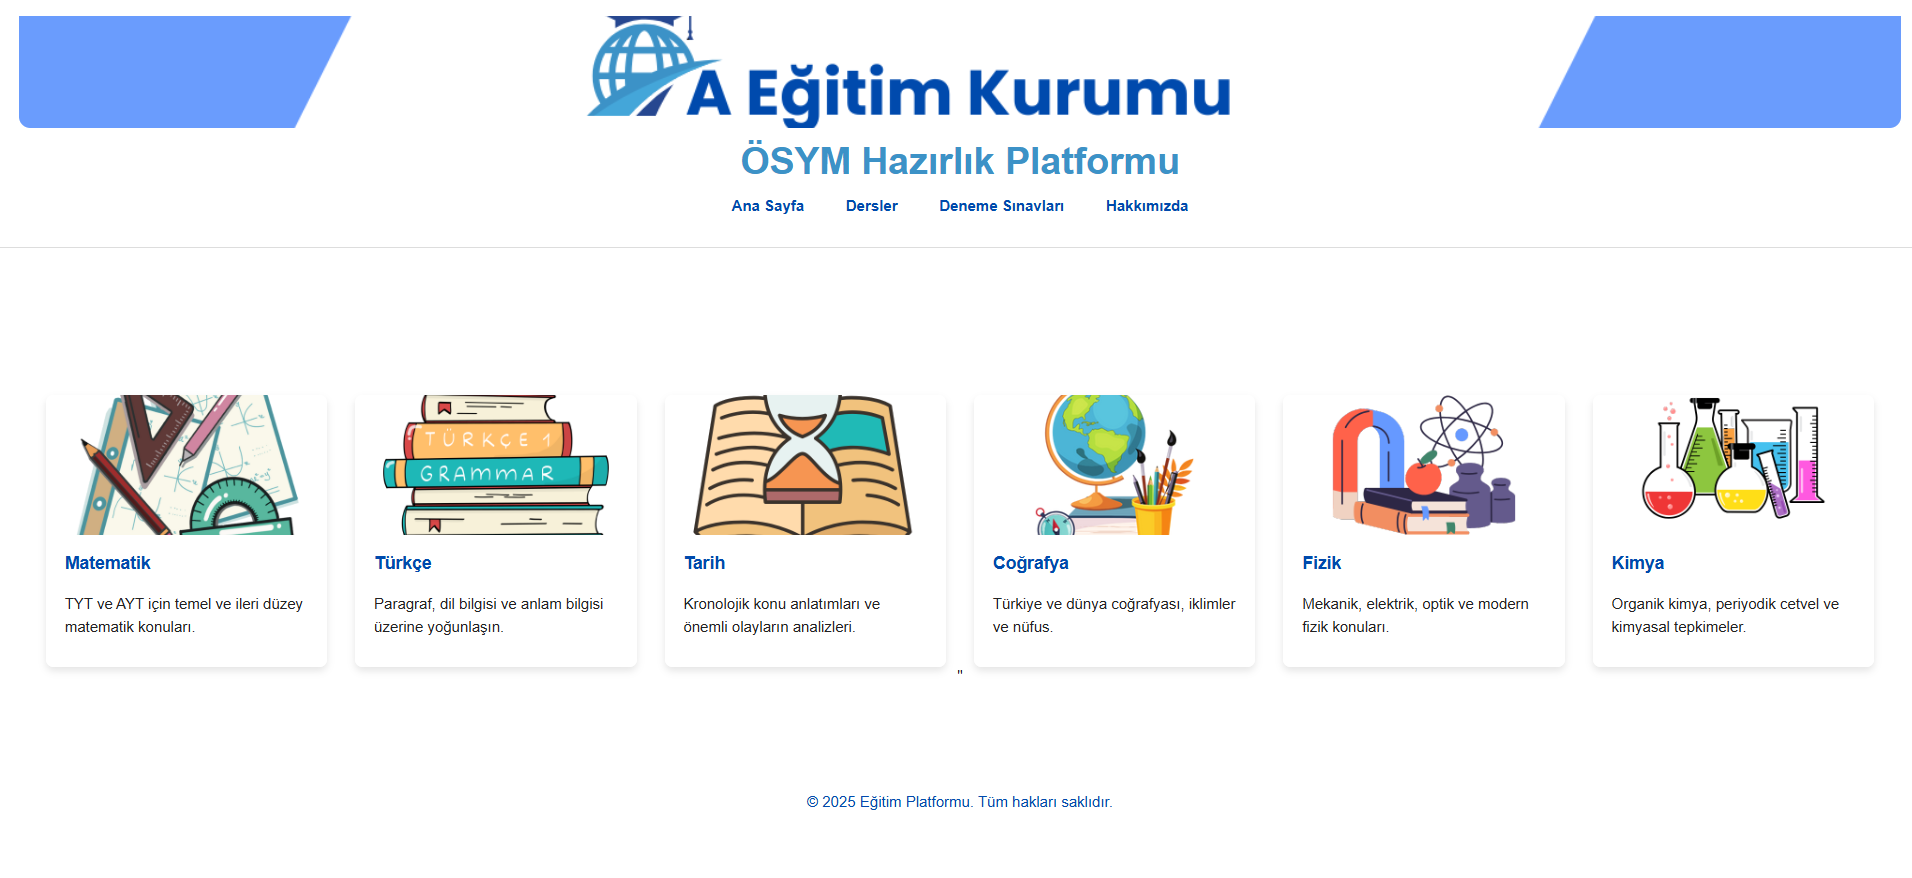 A Eğitim Kurumu
ÖSYM Hazırlık Platformu
Ana Sayfa Dersler Deneme Sınavları Hakkımızda
TÜRKÇE 1
GRAMMAR
Matematik
TYT ve AYT için temel ve ileri düzey
matematik konuları.
Türkçe
Paragraf, dil bilgisi ve anlam bilgisi
üzerine yoğunlaşın.
Tarih
Kronolojik konu anlatımları ve
önemli olayların analizleri.
Coğrafya
Türkiye ve dünya coğrafyası, iklimler
ve nüfus.
Fizik
Mekanik, elektrik, optik ve modern
fizik konuları.
Kimya
Organik kimya, periyodik cetvel ve
kimyasal tepkimeler.
"
© 2025 Eğitim Platformu. Tüm hakları saklıdır.